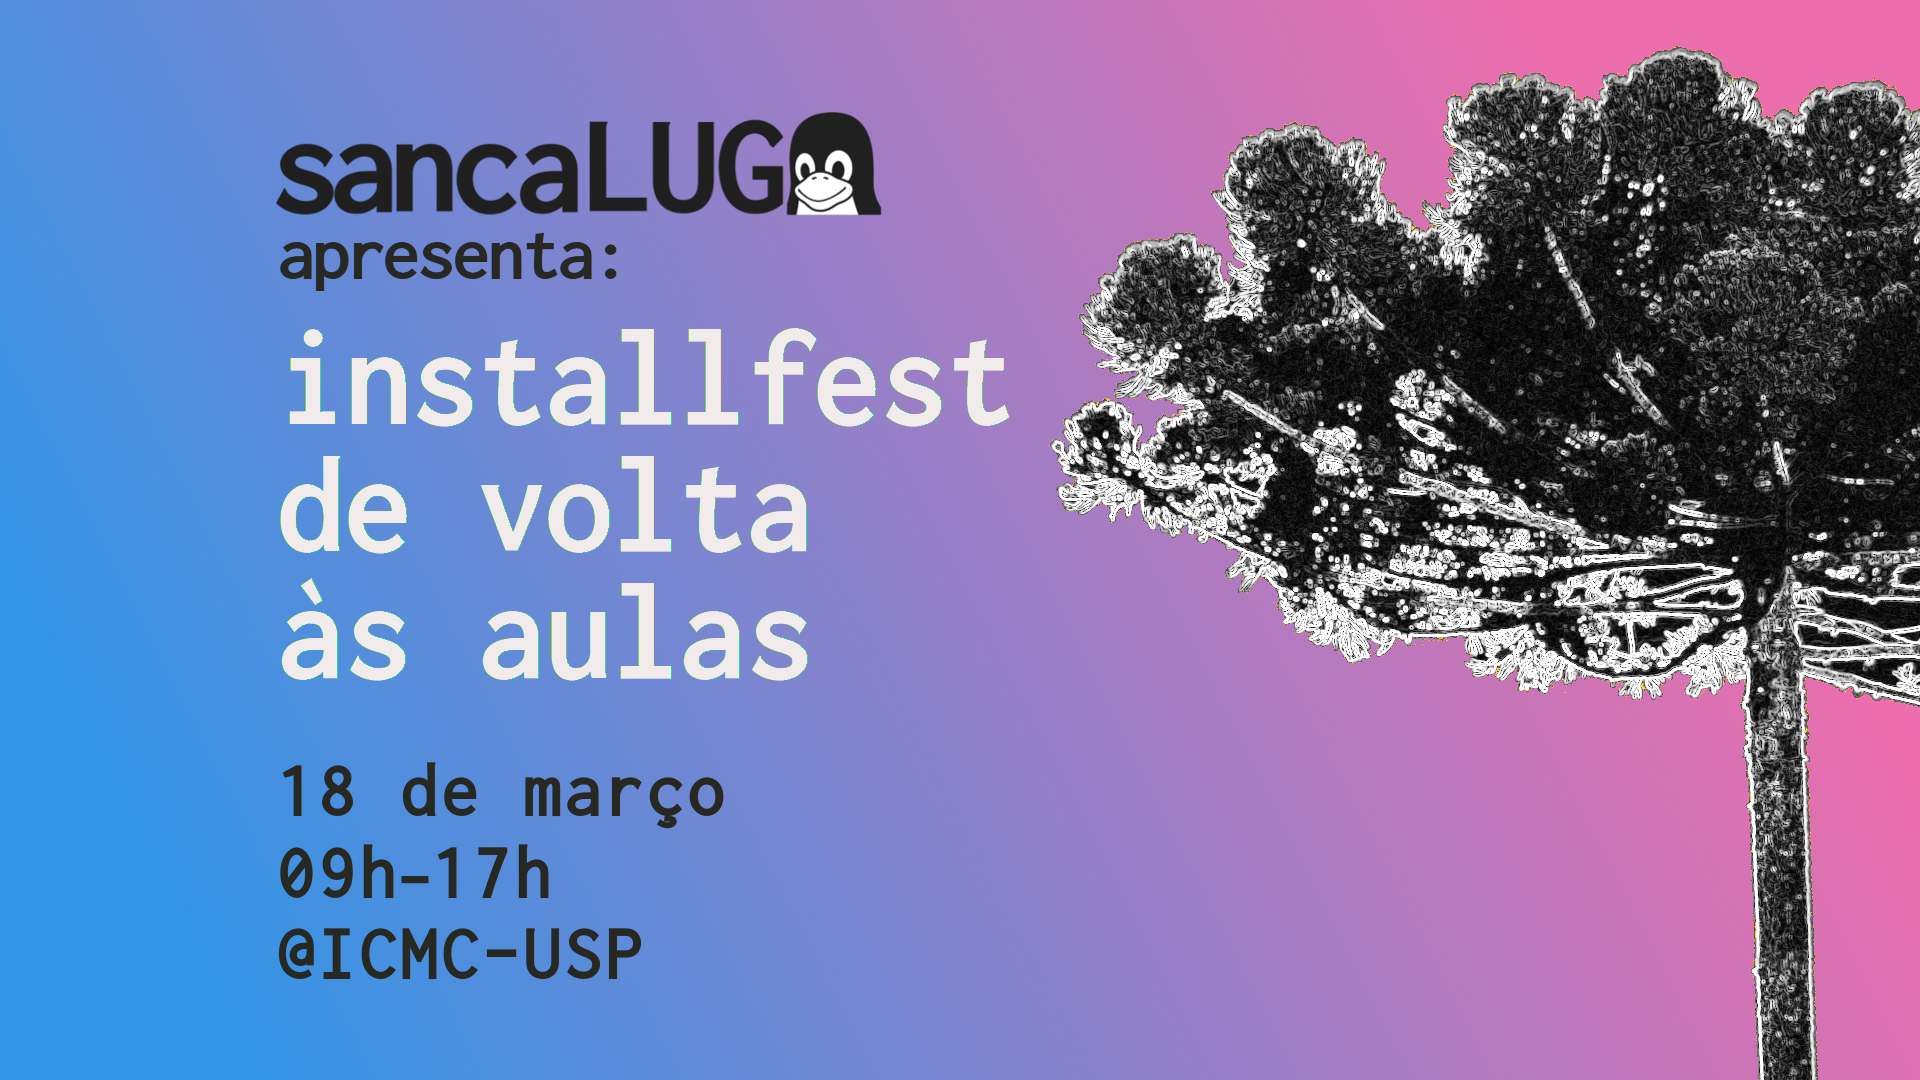 sancaLUG
apresenta:
installfest
de volta
às aulas
18 de março
09h-17h
@ICMC-USP